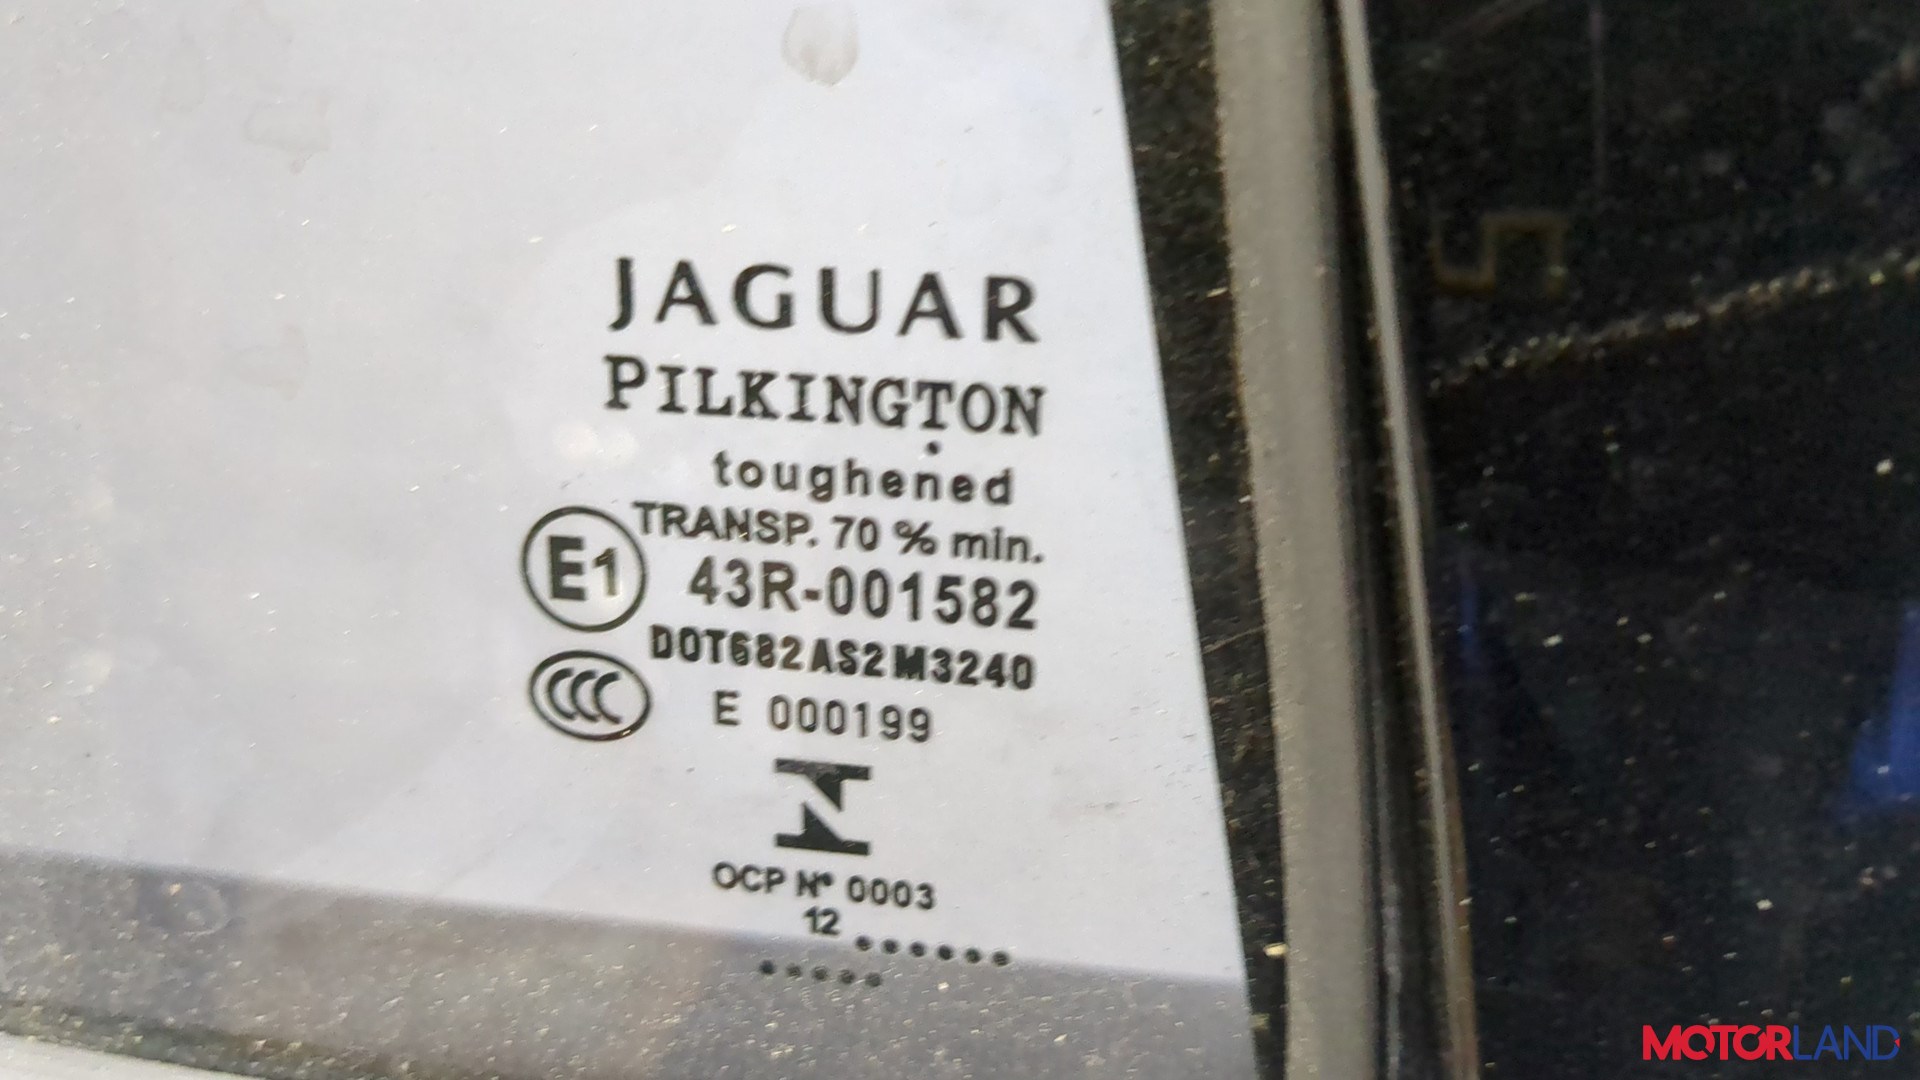 JAGUAR
PILKINGTON
toughened
TRANSP. 70 % min.
E1
43R-001582
DOT682AS2M3240
CCC
E 000199
OCP Nº 0003
12
MOTORLAND